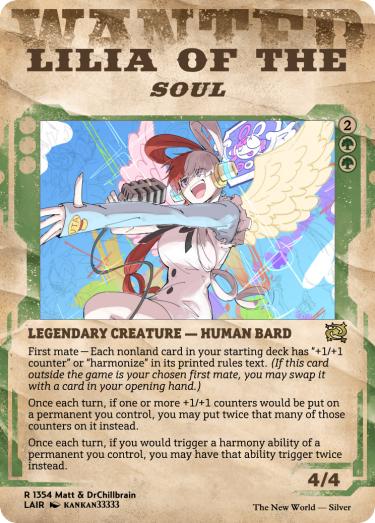 WANTED
LILIA OF THE
SOUL
2
LEGENDARY CREATURE — HUMAN BARD
First mate — Each nonland card in your starting deck has "+1/+1
counter" or "harmonize" in its printed rules text. (If this card
outside the game is your chosen first mate, you may swap it
with a card in your opening hand.)
Once each turn, if one or more +1/+1 counters would be put on
a permanent you control, you may put twice that many of those
counters on it instead.
Once each turn, if you would trigger a harmony ability of a
permanent you control, you may have that ability trigger twice
instead.
4/4
R 1354 Matt & DrChillbrain
LAIR KANKAN33333
The New World — Silver